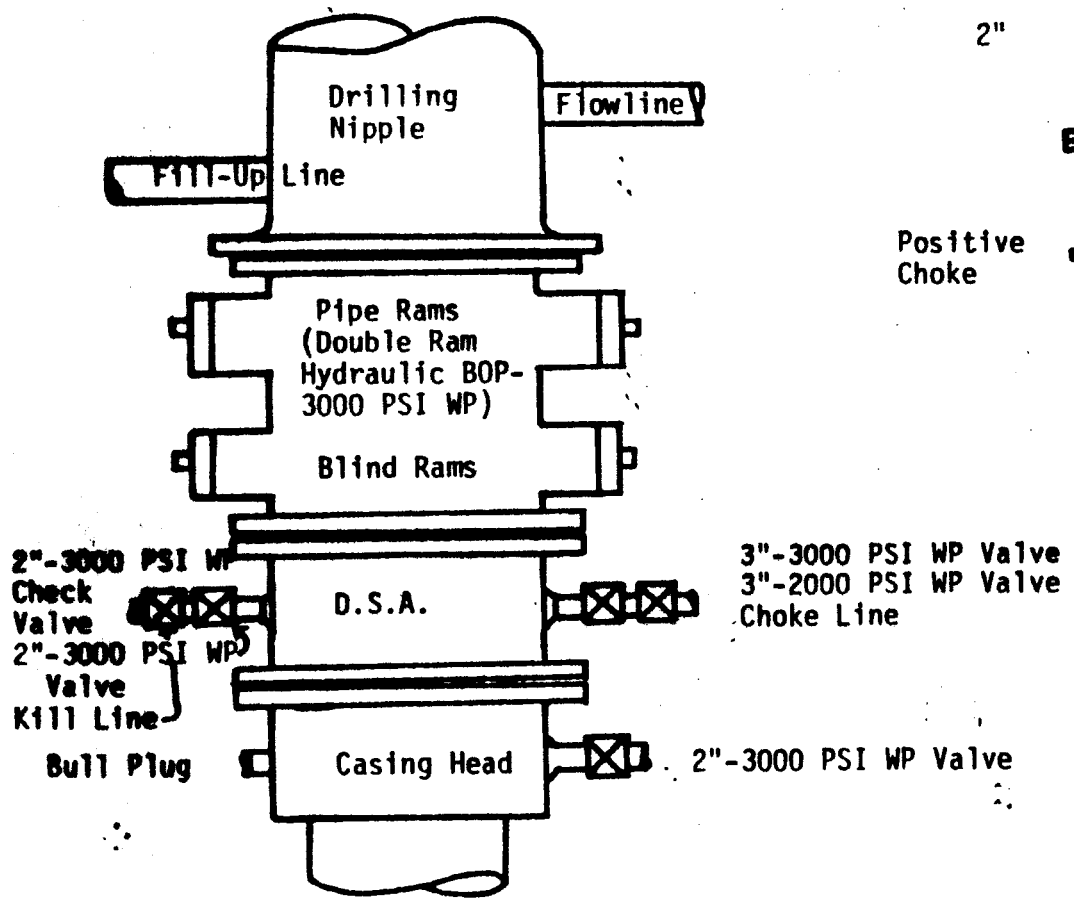 2"
Drilling
Nipple
Flowline
Fill-Up Line
Positive
Choke
Pipe Rams
(Double Ram
Hydraulic BOP-
3000 PSI WP)
Blind Rams
2"-3000 PSI WP
Check
Valve
2"-3000 PSI WP
Valve
Kill Line
D.S.A.
3"-3000 PSI WP Valve
3"-2000 PSI WP Valve
Choke Line
Bull Plug
Casing Head
2"-3000 PSI WP Valve